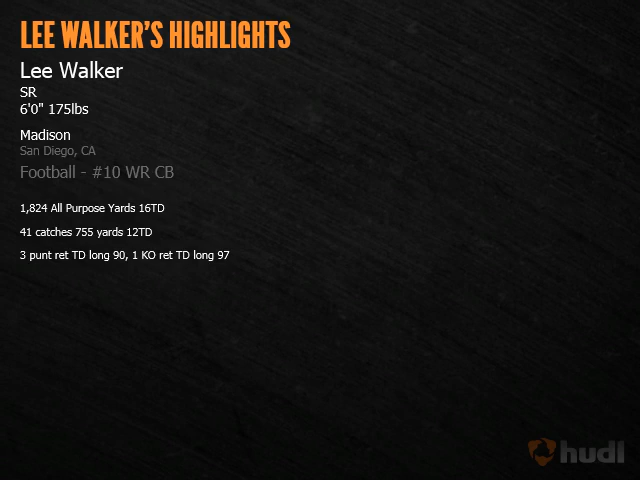 LEE WALKER'S HIGHLIGHTS
Lee Walker
SR
6'0" 175lbs
Madison
San Diego, CA
Football - #10 WR CB
1,824 All Purpose Yards 16TD
41 catches 755 yards 12TD
3 punt ret TD long 90, 1 KO ret TD long 97
hudl